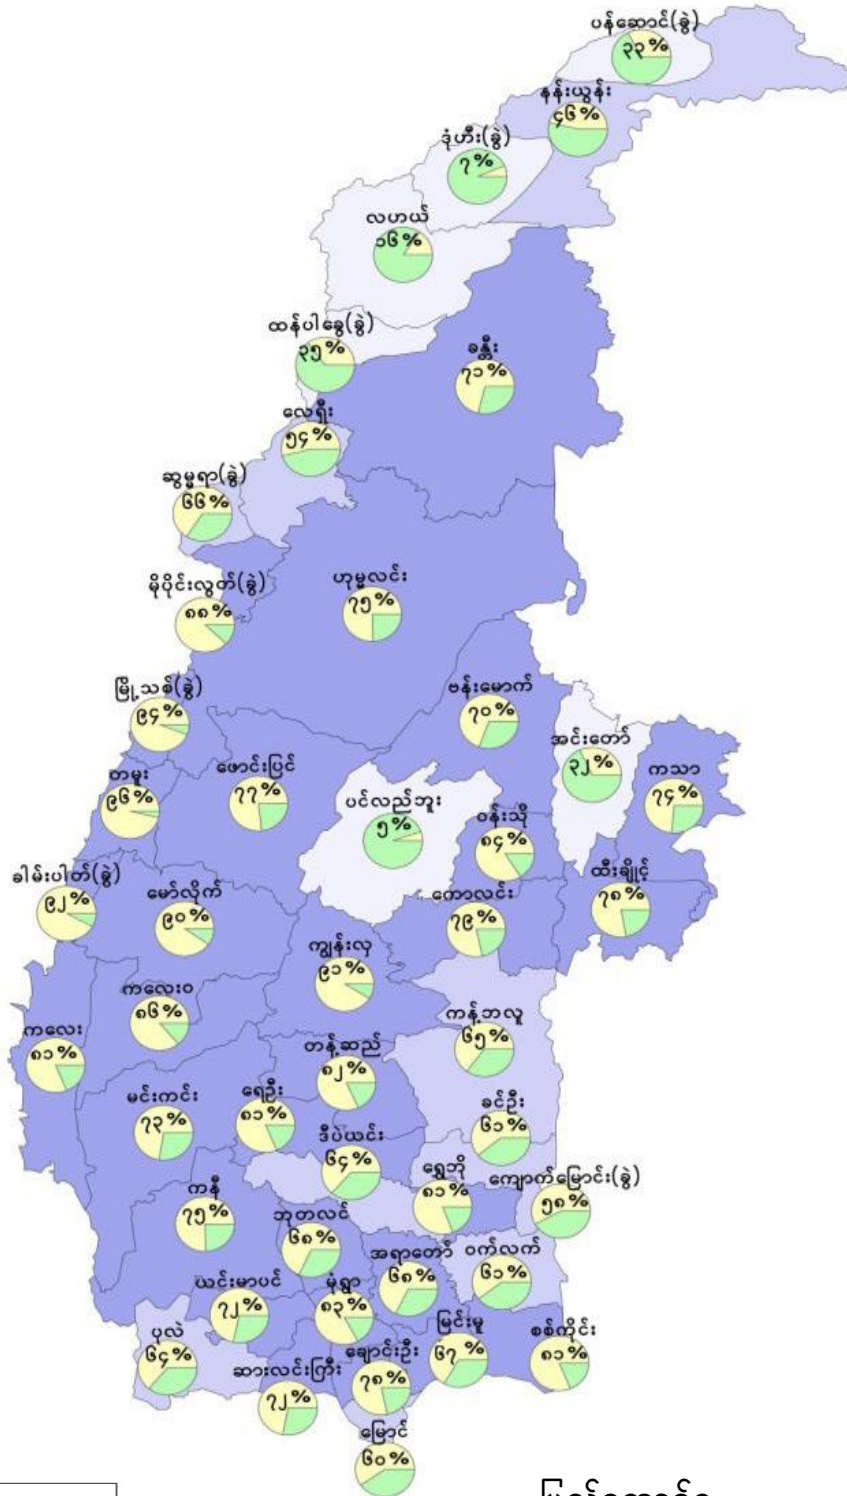 ပန်ဆောင်(ခွဲ)
၃၃%
နန်းယွန်း
၄၆%
ဒုံဟီး(ခွဲ)
၇%
လဟယ်
၁၆%
ထန်ပါခွေ(ခွဲ)
၃၅%
ခန္တီး
၇၁%
လေရှီး
၅၄%
ဆွမ္မရာ(ခွဲ)
၆၆%
ဟုမ္မလင်း
၇၅%
မိုပိုင်းလွတ်(ခွဲ)
၈၈%
မြို့သစ်(ခွဲ)
၉၄%
ဗန်းမောက်
၇၀%
အင်းတော်
၃၂%
ကသာ
၇၄%
တမူး
၉၆%
ဖောင်းပြင်
၇၇%
ပင်လည်ဘူး
၅%
ဝန်းသို
၈၄%
ထီးချိုင့်
၇၈%
ခါမ်းပါတ်(ခွဲ)
၉၂%
မော်လိုက်
၉၀%
ကောလင်း
၇၉%
ကျွန်းလှ
၉၁%
ကလေးဝ
၈၆%
ကန့်ဘလူ
၆၅%
ကလေး
၈၁%
တန့်ဆည်
၈၂%
မင်းကင်း
၇၃%
ရေဦး
၈၁%
ခင်ဦး
၆၁%
ဒီပဲယင်း
၆၄%
ရွှေဘို
၈၁%
ကျောက်မြောင်း(ခွဲ)
၅၈%
ကနီ
၇၅%
ဘုတလင်
၆၈%
အရာတော်
၆၈%
ဝက်လက်
၆၁%
ယင်းမာပင်
၇၂%
မုံရွာ
၈၃%
မြင်းမူ
၆၇%
စစ်ကိုင်း
၈၁%
ပုလဲ
၆၄%
ဆားလင်းကြီး
၇၂%
ချောင်းဦး
၇၈%
မြောင်
၆၀%